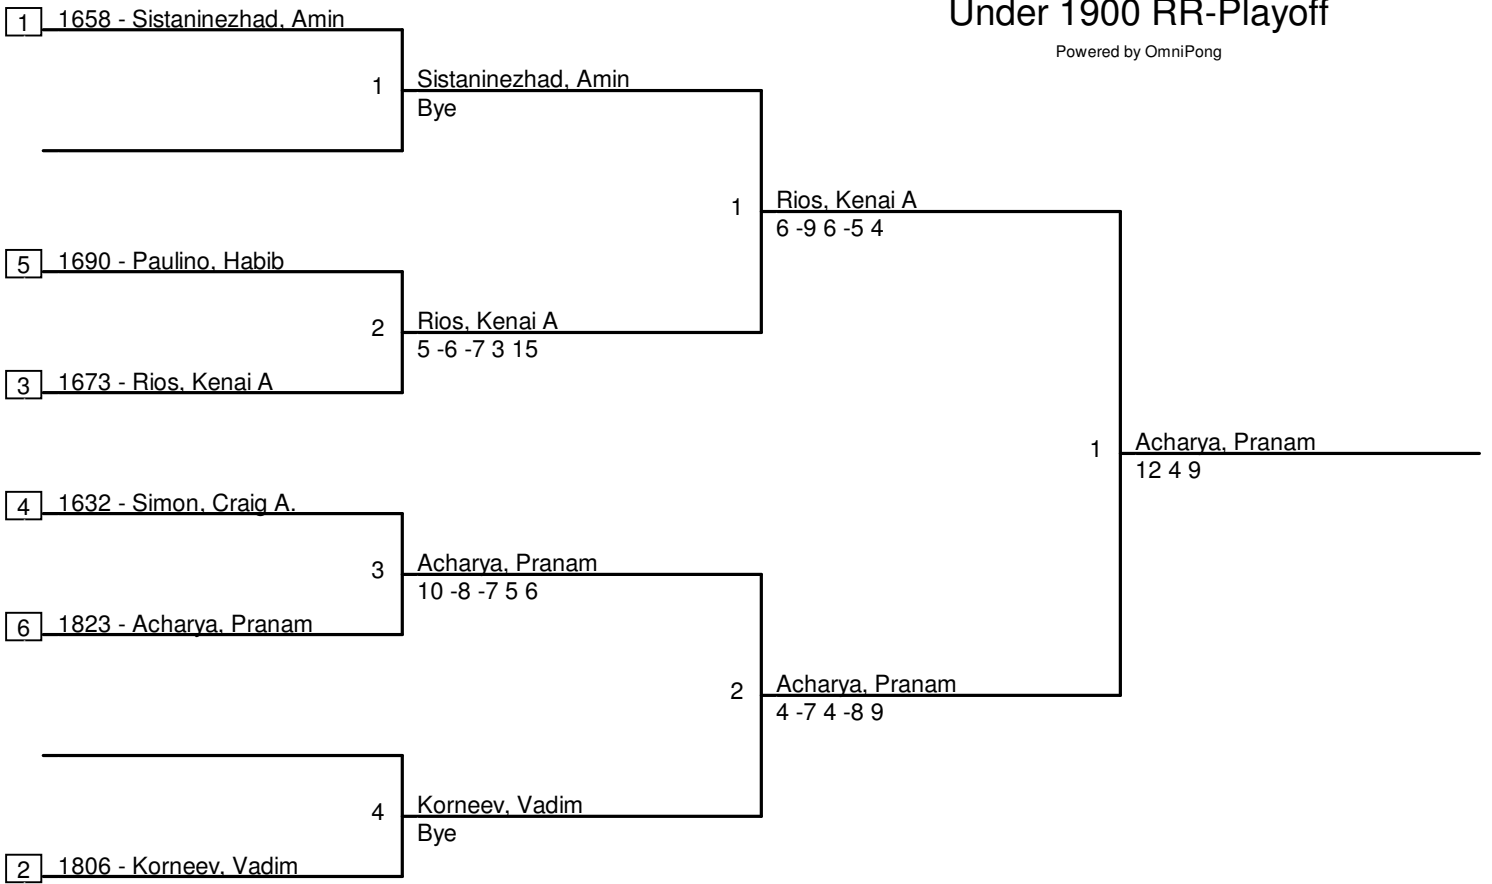 Under 1900 RR-Playoff
Powered by OmniPong
1 1658 - Sistaninezhad, Amin
1 Sistaninezhad, Amin
Bye
1 Rios, Kenai A
6 -9 6 -5 4
5 1690 - Paulino, Habib
2 Rios, Kenai A
5 -6 -7 3 15
3 1673 - Rios, Kenai A
1 Acharya, Pranam
12 4 9
4 1632 - Simon, Craig A.
3 Acharya, Pranam
10 -8 -7 5 6
6 1823 - Acharya, Pranam
2 Acharya, Pranam
4 -7 4 -8 9
4 Korneev, Vadim
Bye
2 1806 - Korneev, Vadim